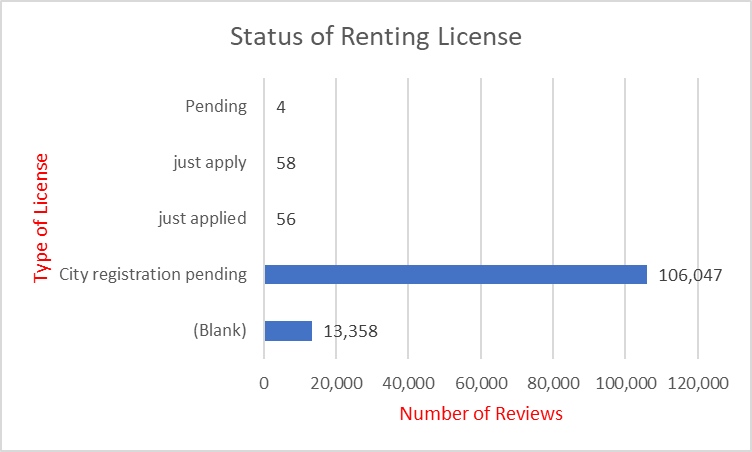 Status of Renting License
Type of License
Pending 4
just apply 58
just applied 56
City registration pending 106,047
(Blank) 13,358
0 20,000 40,000 60,000 80,000 100,000 120,000
Number of Reviews